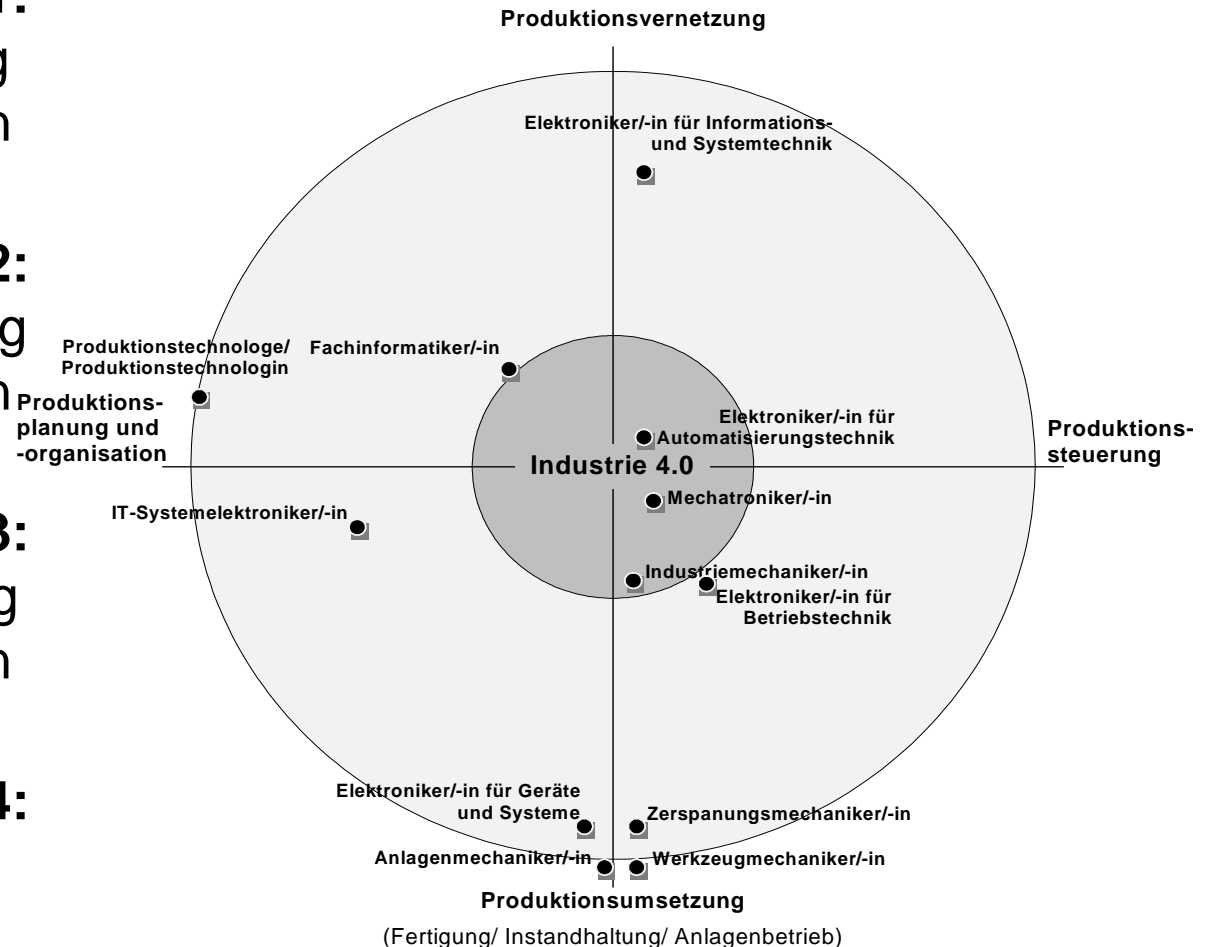 Produktionsvernetzung
Elektroniker/-in für Informations-
und Systemtechnik
2:
g
Produktionstechnologe/
Produktionstechnologin
Fachinformatiker/-in
Produktions-
planung und
-organisation
Elektroniker/-in für
Automatisierungstechnik
Produktions-
steuerung
Industrie 4.0
Mechatroniker/-in
IT-Systemelektroniker/-in
3:
g
Industriemechaniker/-in
Elektroniker/-in für
Betriebstechnik
Elektroniker/-in für Geräte
und Systeme
Zerspanungsmechaniker/-in
Anlagenmechaniker/-in
Werkzeugmechaniker/-in
Produktionsumsetzung
(Fertigung/ Instandhaltung/ Anlagenbetrieb)